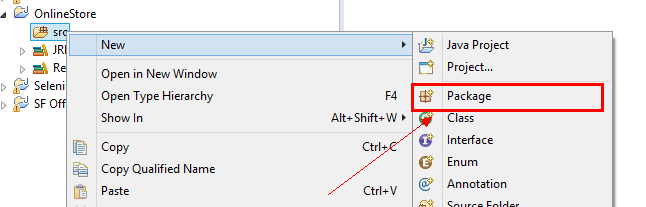 OnlineStore
src
JRE
Re
Seleni
SF Off
New
Open in New Window
Open Type Hierarchy F4
Show In Alt+Shift+W
Copy Ctrl+C
Copy Qualified Name
Paste Ctrl+V
Java Project
Project...
Package
Class
Interface
Enum
Annotation
Source Folder